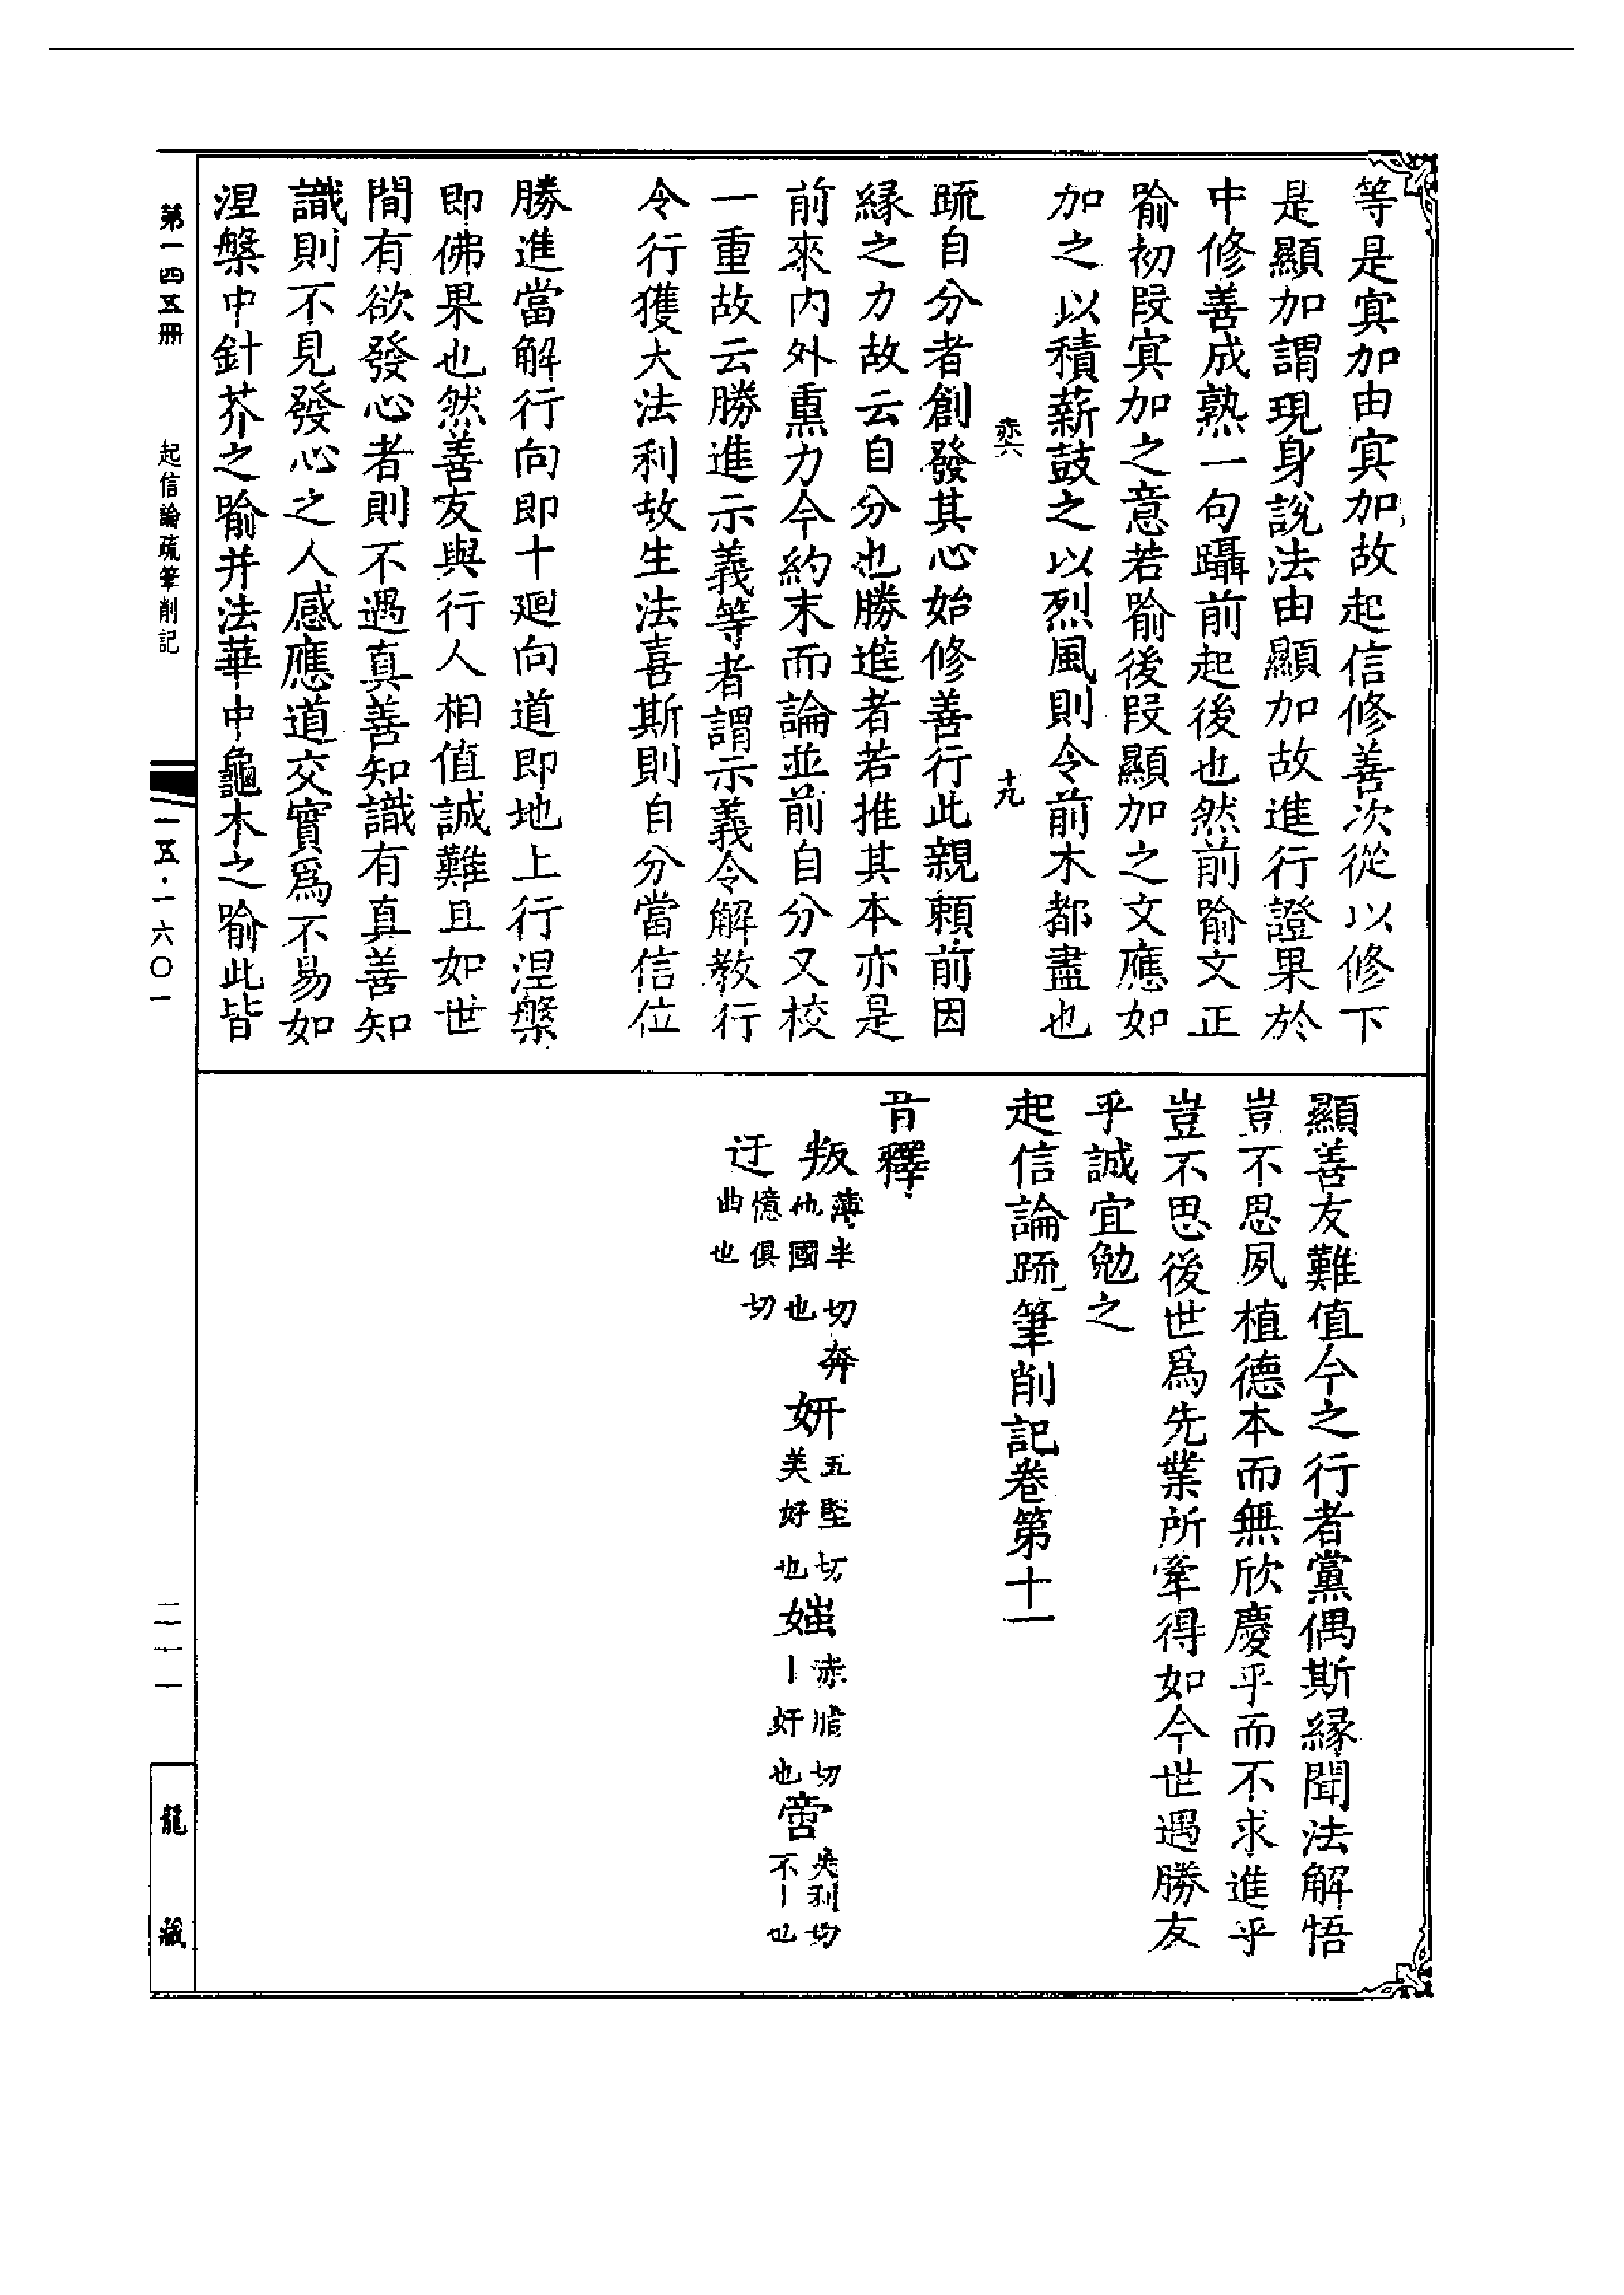 等是冥加由冥加故起信修善次從以修下
是顯加謂現身說法由顯加故進行證果於
中修善成熟一句躡前起後也然前喻文正
喻初段冥加之意若喻後段顯加之文應如
加之以積薪鼓之以烈風則令前木都盡也
奕六 十九
疏自分者創發其心始修善行此親賴前因
緣之力故云自分也勝進者若推其本亦是
前來内外熏力今約末而論並前自分又校
一重故云勝進示義等者謂示義令解教行
令行獲大法利故生法喜斯則自分當信位
勝進當解行向即十迴向道即地上行涅槃
即佛果也然善友與行人相值誠難且如世
間有欲發心者則不遇真善知識有真善知
識則不見發心之人感應道交實爲不易如
涅槃中針芥之喻并法華中龜木之喻此皆
顯善友難值今之行者黨偶斯緣聞法解悟
豈不思夙植德本而無欣慶乎而不求進乎
豈不思後世爲先業所牽得如今世遇勝友
乎誠宜勉之
起信論疏筆削記卷第十一
音釋
叛薄半切奔他國也妍五堅切美好也媸赤脂切丨妍也啻失利切不丨也
迂憶俱切曲也
第一四五冊 起信論疏筆削記 一五·一六〇一 二一一 龍藏